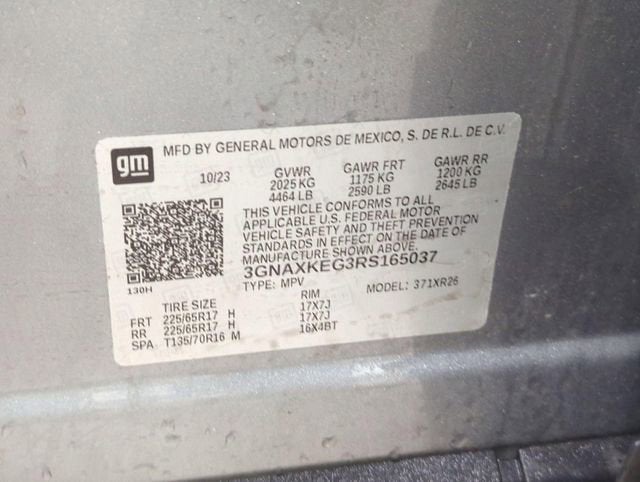 gm
MFD BY GENERAL MOTORS DE MEXICO, S. DE R.L. DE C.V.
10/23 GVWR GAWR FRT GAWR RR
2025 KG 1175 KG 1200 KG
4464 LB 2590 LB 2645 LB
THIS VEHICLE CONFORMS TO ALL
APPLICABLE U.S. FEDERAL MOTOR
VEHICLE SAFETY AND THEFT PREVENTION
STANDARDS IN EFFECT ON THE DATE OF
MANUFACTURE SHOWN ABOVE.
3GNAXKEG3RS165037
130H TYPE: MPV MODEL: 371XR26
TIRE SIZE RIM
FRT 225/65R17 H 17X7J
RR 225/65R17 H 17X7J
SPA T135/70R16 M 16X4BT